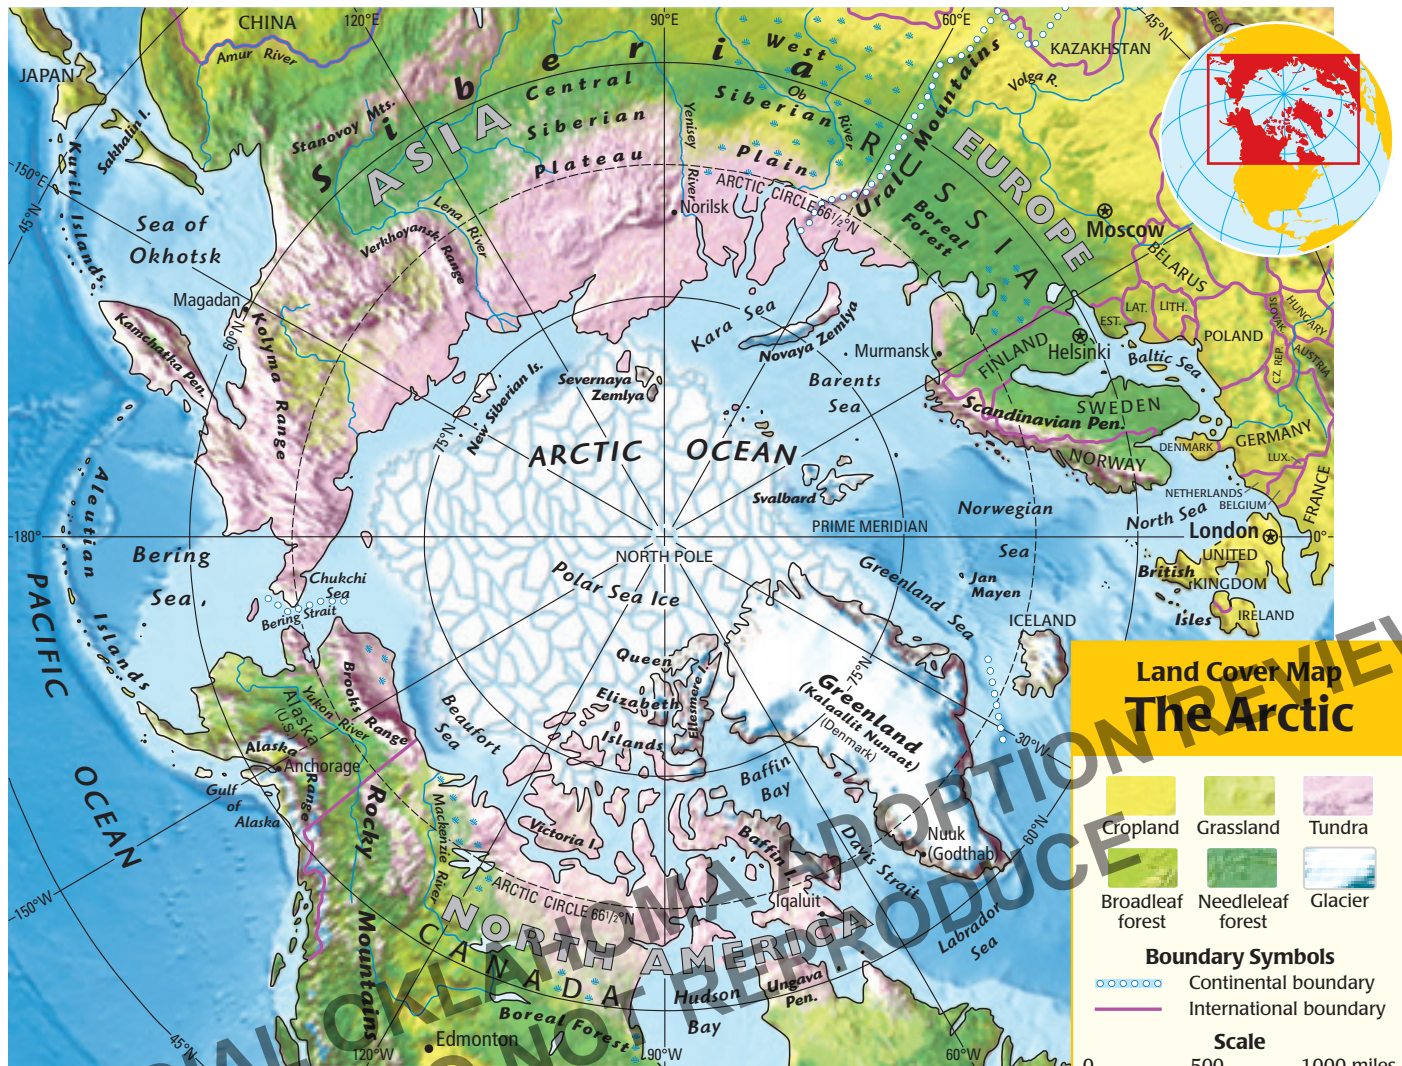 CHINA
120°E
90°E
60°E
45°N
GEO
JAPAN
Amur River
Siberia
West
Siberian
Plain
Ob
River
Central
Siberian
Plateau
KAZAKHSTAN
Volga R.
Ural Mountains
Sakhalin I.
Stanovoy Mts.
ASIA
Yenisey
River
RUSSIA
EUROPE
150°E
45°N
Kuril Islands
Sea of
Okhotsk
Lena
River
Verkhoyansk Range
ARCTIC CIRCLE 66½°N
Norilsk
Boreal
Forest
Moscow
BELARUS
Magadan
60°N
Kamchatka Pen.
Kolyma Range
Kara Sea
Novaya Zemlya
Murmansk
FINLAND
Helsinki
EST.
LAT.
LITH.
POLAND
SLOVAK
HUNGARY
CZ REP.
AUSTRIA
Baltic Sea
Severnaya
Zemlya
New Siberian Is.
75°N
Barents
Sea
Scandinavian Pen.
SWEDEN
NORWAY
DENMARK
GERMANY
LUX.
FRANCE
NETHERLANDS
BELGIUM
ARCTIC OCEAN
Svalbard
PRIME MERIDIAN
Norwegian
Sea
North Sea
London
UNITED
KINGDOM
British
Isles
IRELAND
0°
180°
NORTH POLE
Polar Sea Ice
Aleutian Islands
Bering
Sea
Chukchi
Sea
Bering Strait
PACIFIC
OCEAN
Greenland Sea
Jan
Mayen
ICELAND
Queen
Elizabeth
Islands
Ellesmere I.
75°N
Greenland
(Kalaallit Nunaat)
(Denmark)
Brooks Range
Yukon River
Alaska
(U.S.)
Alaska
Range
Anchorage
Gulf
of
Alaska
Beaufort
Sea
Baffin
Bay
30°W
60°N
Nuuk
(Godthab)
Davis Strait
Baffin I.
Victoria I.
Mackenzie River
Rocky
Mountains
150°W
45°N
ARCTIC CIRCLE 66½°N
Iqaluit
NORTH AMERICA
CANADA
Labrador
Sea
Hudson
Bay
Ungava
Pen.
Boreal Forest
Edmonton
120°W
90°W
60°W
Land Cover Map
The Arctic
Cropland
Grassland
Tundra
Broadleaf
forest
Needleleaf
forest
Glacier
Boundary Symbols
Continental boundary
International boundary
Scale
0 500 1000 miles
OKLAHOMA ADOPTION REVIEW
NOT REPRODUCE